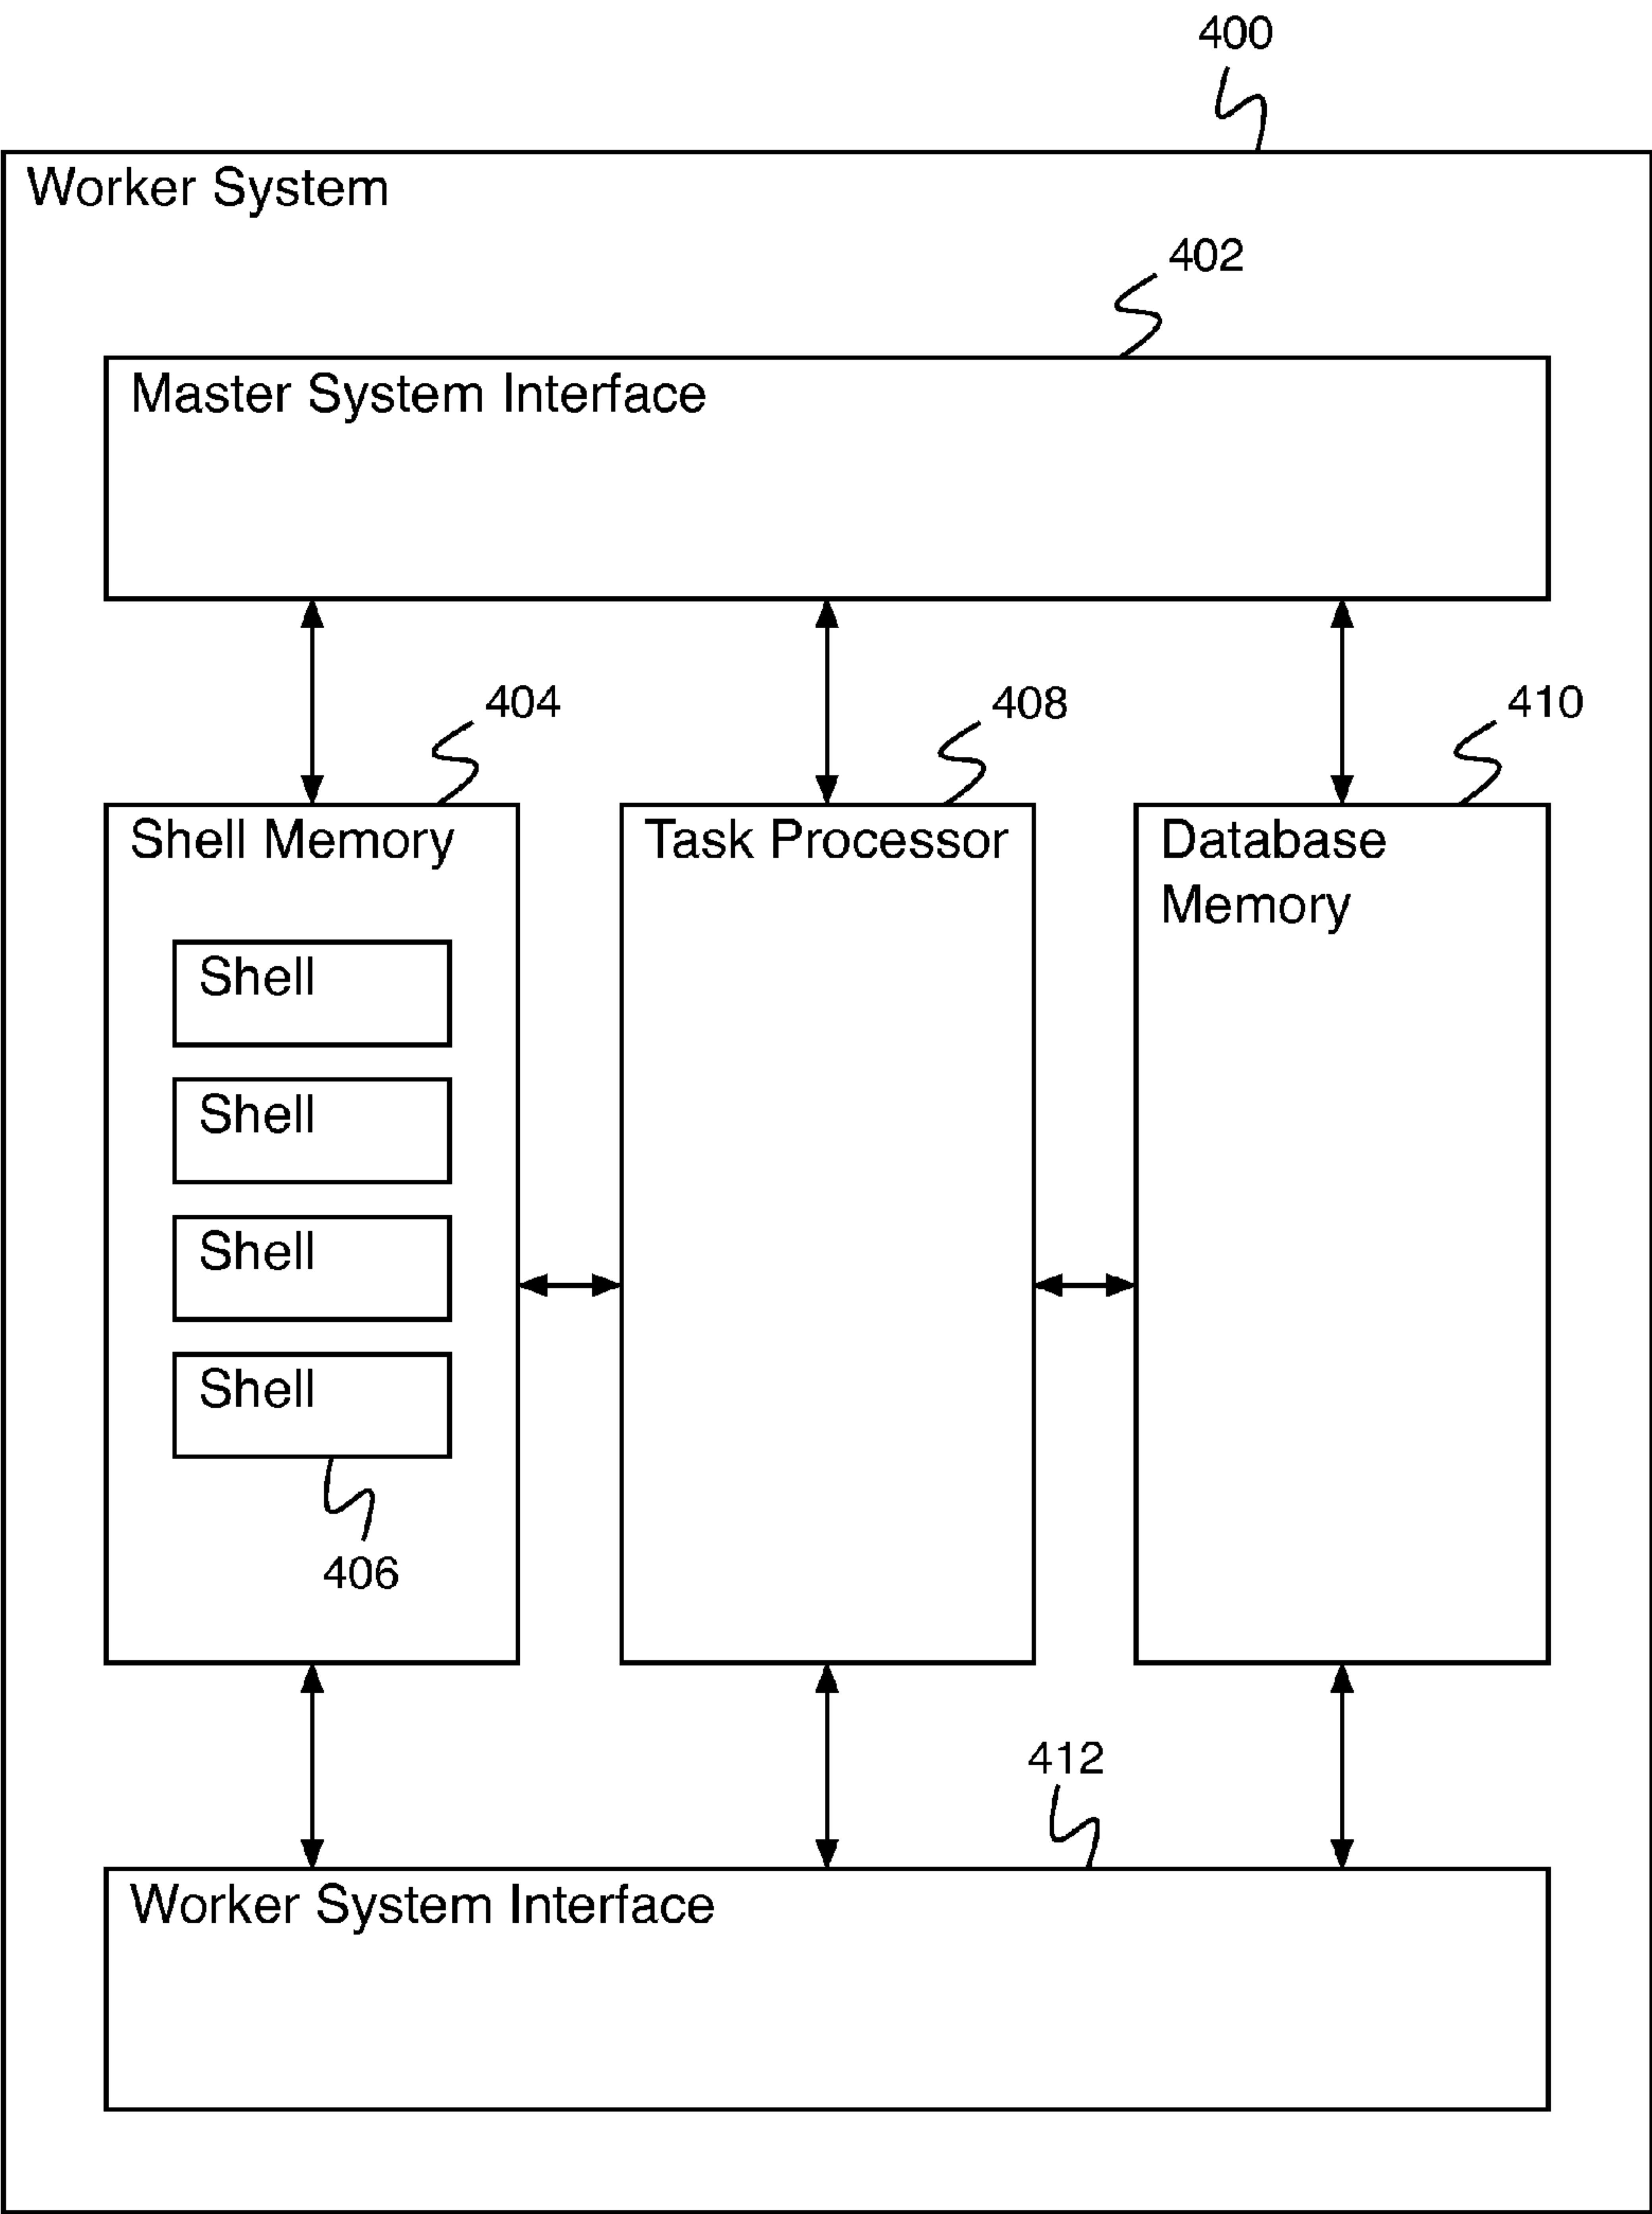 400
Worker System
402
Master System Interface
404
408
410
Shell Memory
Task Processor
Database
Memory
Shell
Shell
Shell
Shell
406
412
Worker System Interface